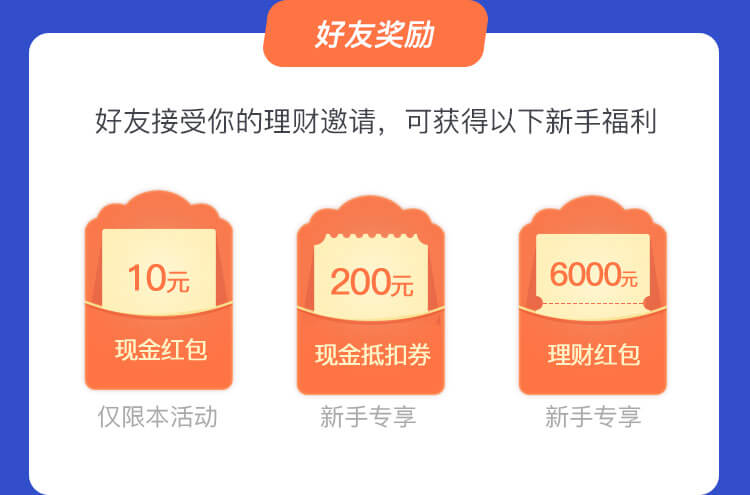 好友奖励
好友接受你的理财邀请，可获得以下新手福利
10元
200元
6000元
现金红包
现金抵扣券
理财红包
仅限本活动
新手专享
新手专享